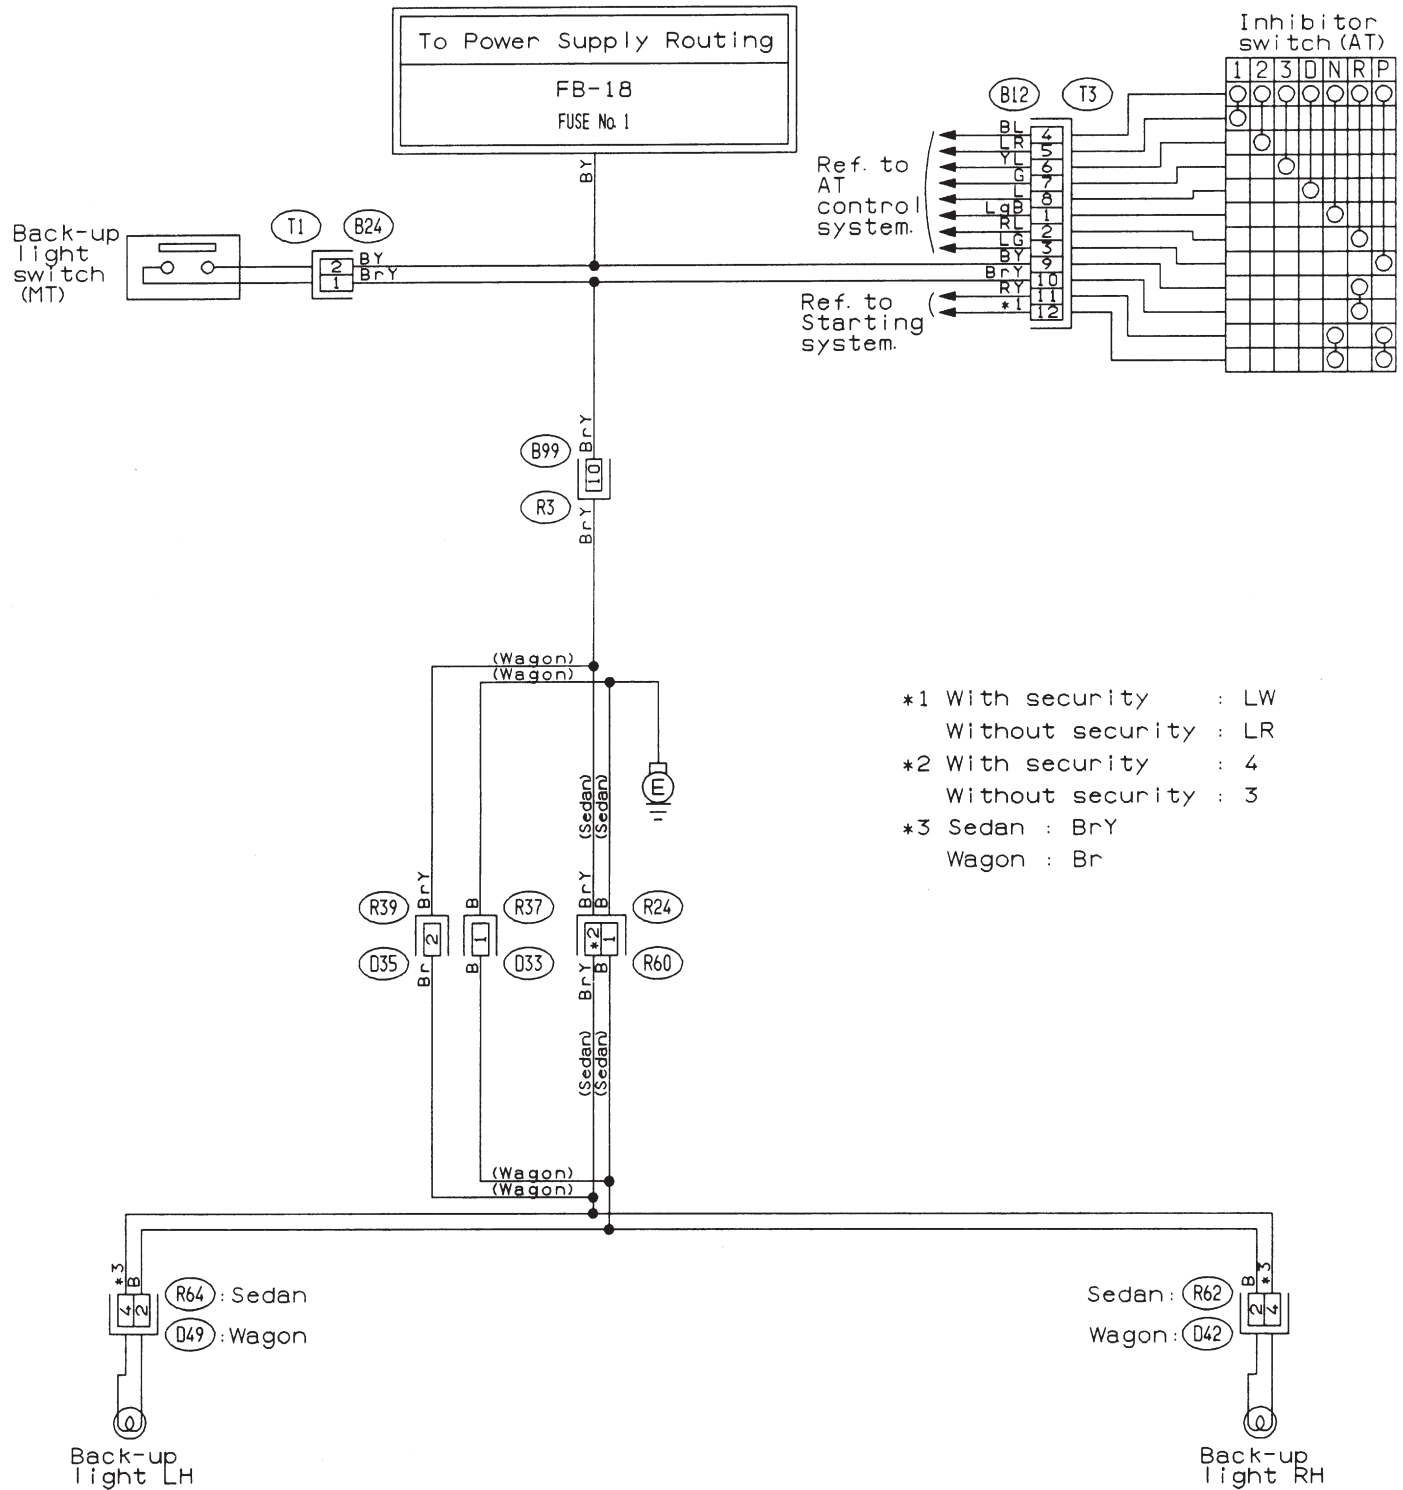 To Power Supply Routing
FB-18
FUSE No. 1
BY
Inhibitor
switch (AT)
1 2 3 D N R P
B12
T3
BL 4
LR 5
YL 6
G 7
L 8
LgB 1
RL 2
LG 3
BY 9
BrY 10
RY 11
*1 12
Ref. to
AT
control
system.
Ref. to
Starting
system.
Back-up
light
switch
(MT)
T1
B24
2 BY
1 BrY
BrY
B99
10
R3
BrY
(Wagon)
(Wagon)
(Sedan)
(Sedan)
E
*1 With security : LW
Without security : LR
*2 With security : 4
Without security : 3
*3 Sedan : BrY
Wagon : Br
BrY
B
BrY
B
R39
R37
R24
2
1
*2
1
D35
D33
R60
Br
B
BrY
B
(Sedan)
(Sedan)
(Wagon)
(Wagon)
*3
B
4
2
R64 : Sedan
D49 : Wagon
B
*3
2
4
Sedan : R62
Wagon : D42
Back-up
light LH
Back-up
light RH